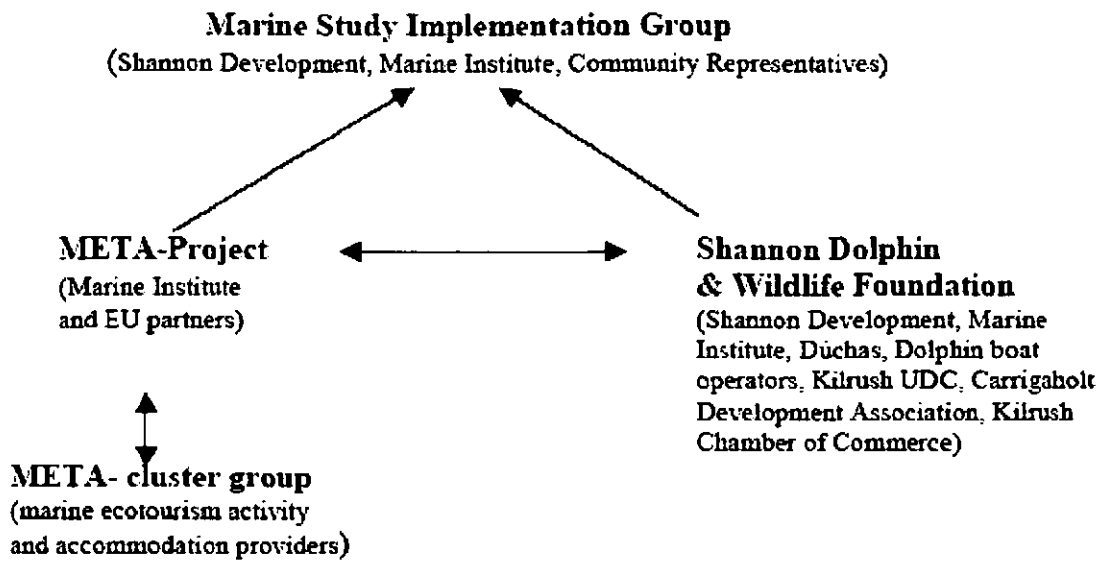 Marine Study Implementation Group
(Shannon Development, Marine Institute, Community Representatives)
META-Project
(Marine Institute
and EU partners)
Shannon Dolphin
& Wildlife Foundation
(Shannon Development, Marine
Institute, Dúchas, Dolphin boat
operators, Kilrush UDC, Carrigaholt
Development Association, Kilrush
Chamber of Commerce)
META- cluster group
(marine ecotourism activity
and accommodation providers)